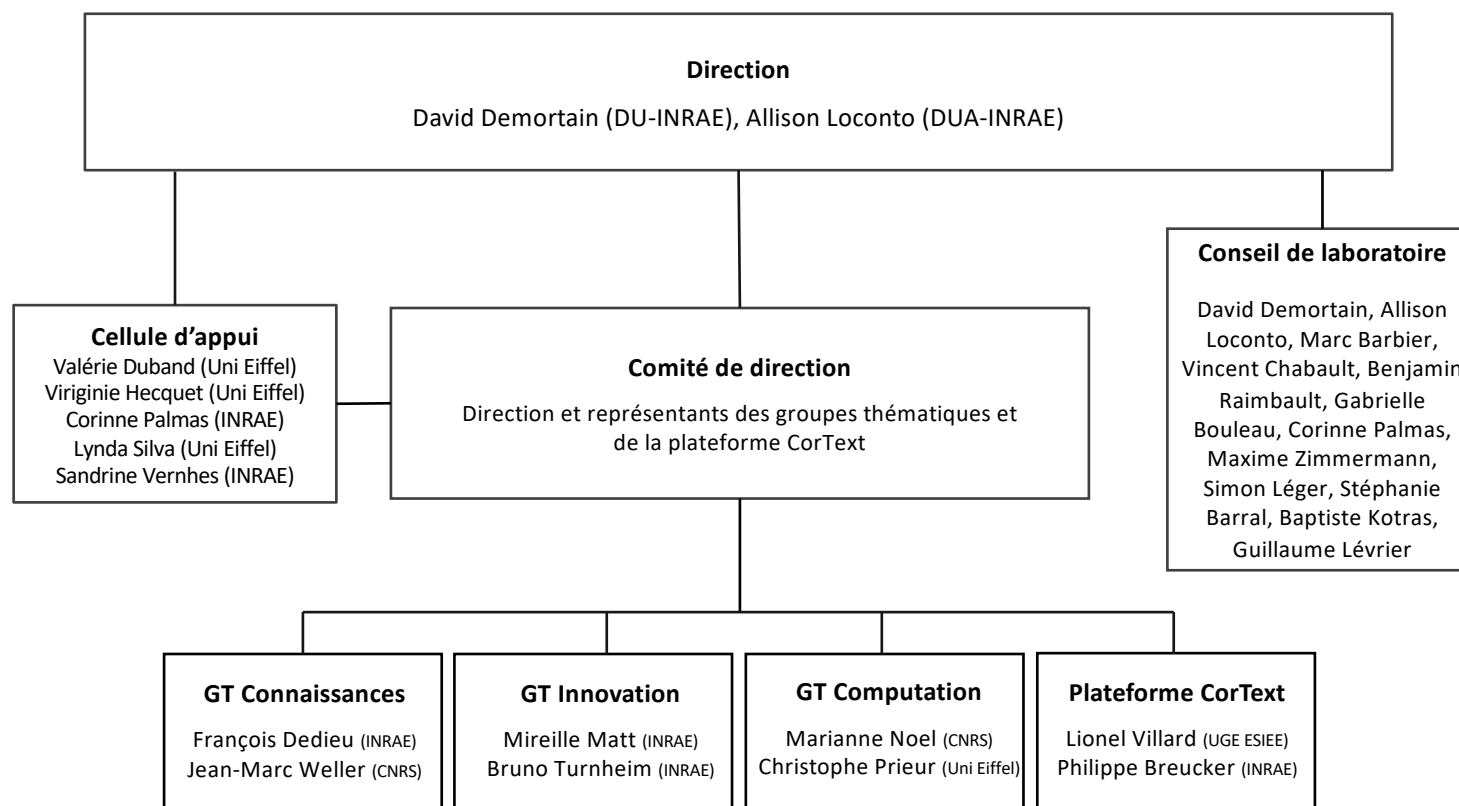 Direction
David Demortain (DU-INRAE), Allison Loconto (DUA-INRAE)
Conseil de laboratoire
David Demortain, Allison
Loconto, Marc Barbier,
Vincent Chabault, Benjamin
Raimbault, Gabrielle
Bouleau, Corinne Palmas,
Maxime Zimmermann,
Simon Léger, Stéphanie
Barral, Baptiste Kotras,
Guillaume Lévrier
Cellule d’appui
Valérie Duband (Uni Eiffel)
Viriginie Hecquet (Uni Eiffel)
Corinne Palmas (INRAE)
Lynda Silva (Uni Eiffel)
Sandrine Vernhes (INRAE)
Comité de direction
Direction et représentants des groupes thématiques et
de la plateforme CorText
GT Connaissances
François Dedieu (INRAE)
Jean-Marc Weller (CNRS)
GT Innovation
Mireille Matt (INRAE)
Bruno Turnheim (INRAE)
GT Computation
Marianne Noel (CNRS)
Christophe Prieur (Uni Eiffel)
Plateforme CorText
Lionel Villard (UGE ESIEE)
Philippe Breucker (INRAE)